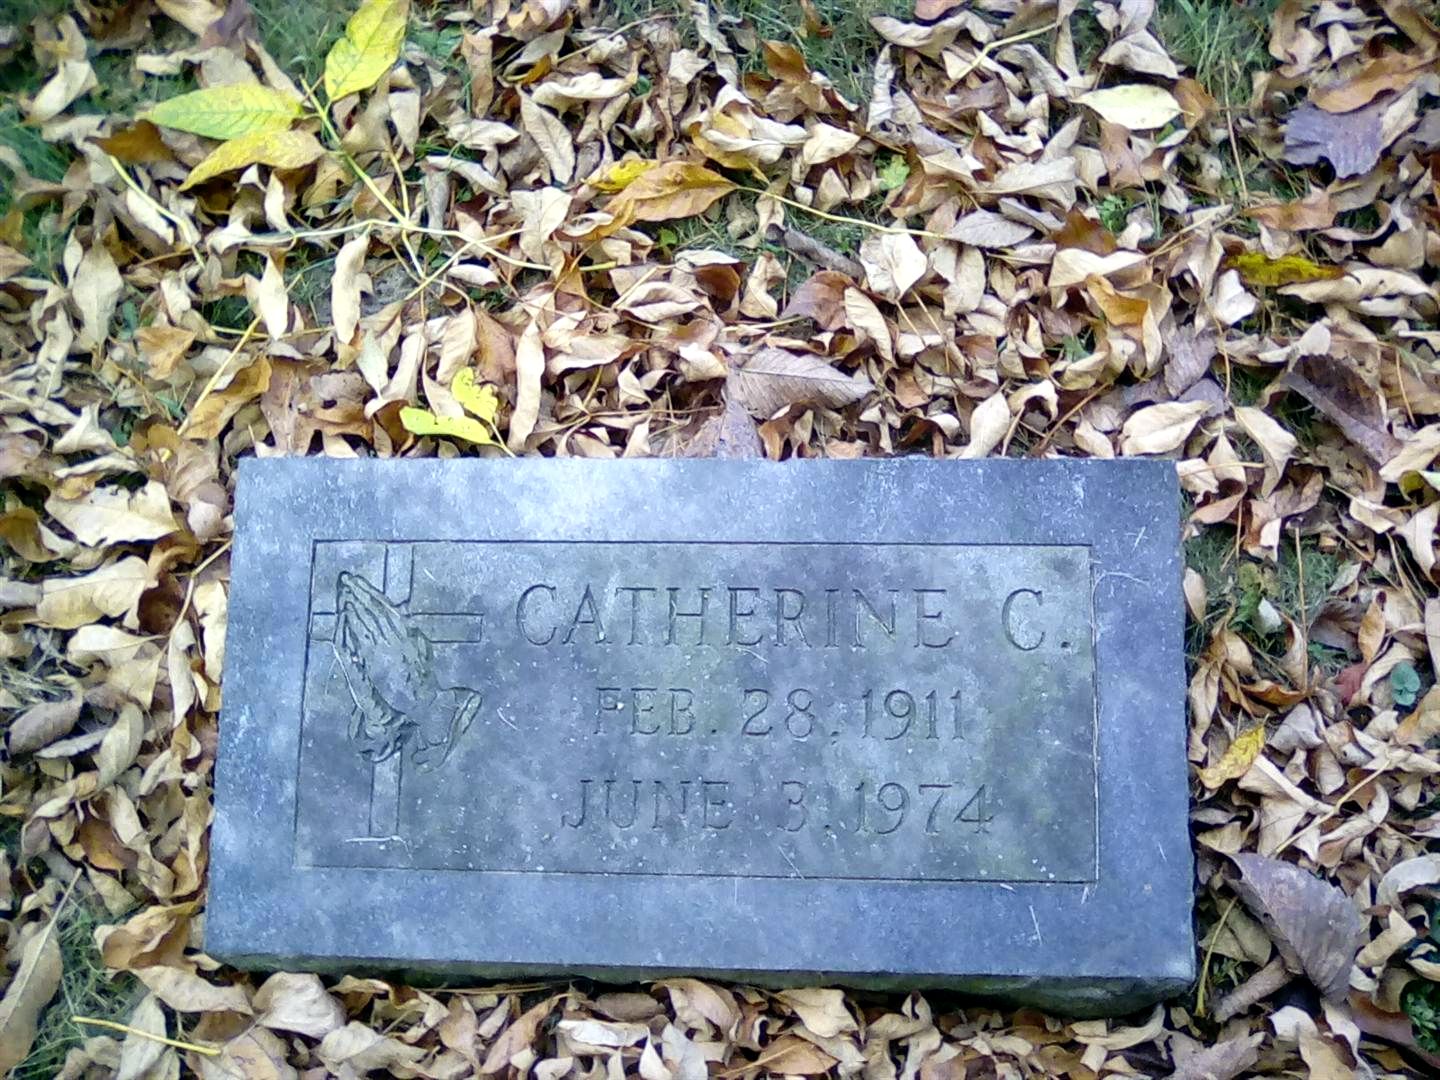 CATHERINE C.
FEB. 28. 1911
JUNE 3. 1974